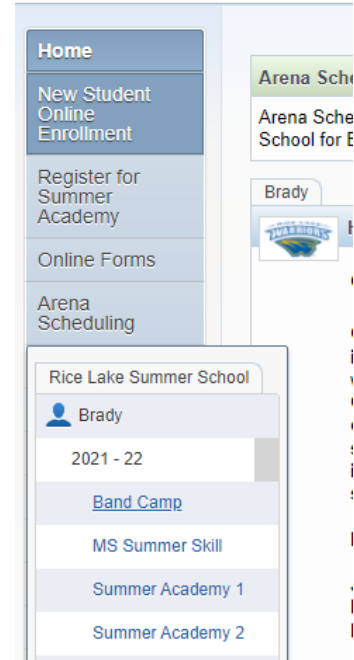 Home
New Student
Online
Enrollment
Register for
Summer
Academy
Online Forms
Arena
Scheduling
Rice Lake Summer School
Brady
2021 - 22
Band Camp
MS Summer Skill
Summer Academy 1
Summer Academy 2
Arena Sche
Arena Sche
School for E
Brady
WARRIORS